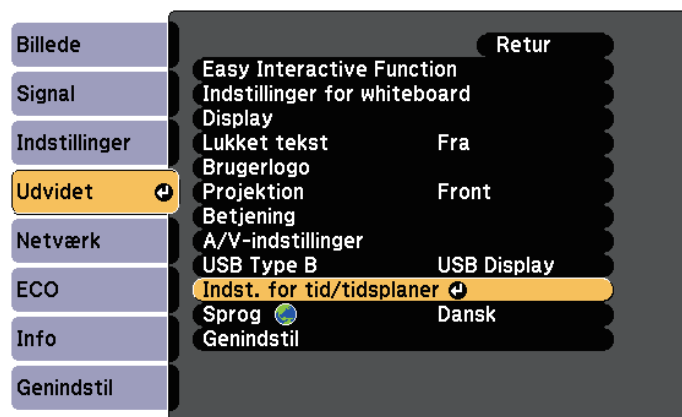 Billede
Signal
Indstillinger
Udvidet
Netværk
ECO
Info
Genindstil
Retur
Easy Interactive Function
Indstillinger for whiteboard
Display
Lukket tekst Fra
Brugerlogo
Projektion Front
Betjening
A/V-indstillinger
USB Type B USB Display
Indst. for tid/tidsplaner
Sprog Dansk
Genindstil